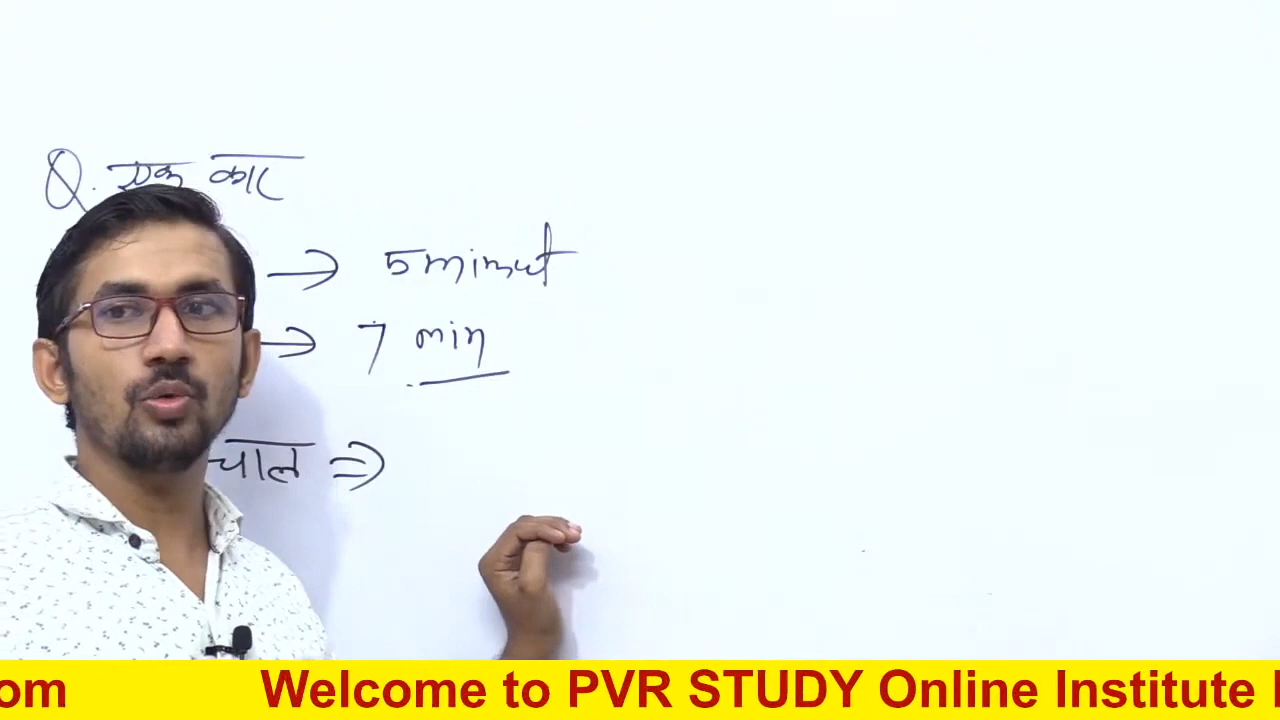 Q. एक कार
→ 5 minut
→ 7 min
चाल ⇒
om Welcome to PVR STUDY Online Institute